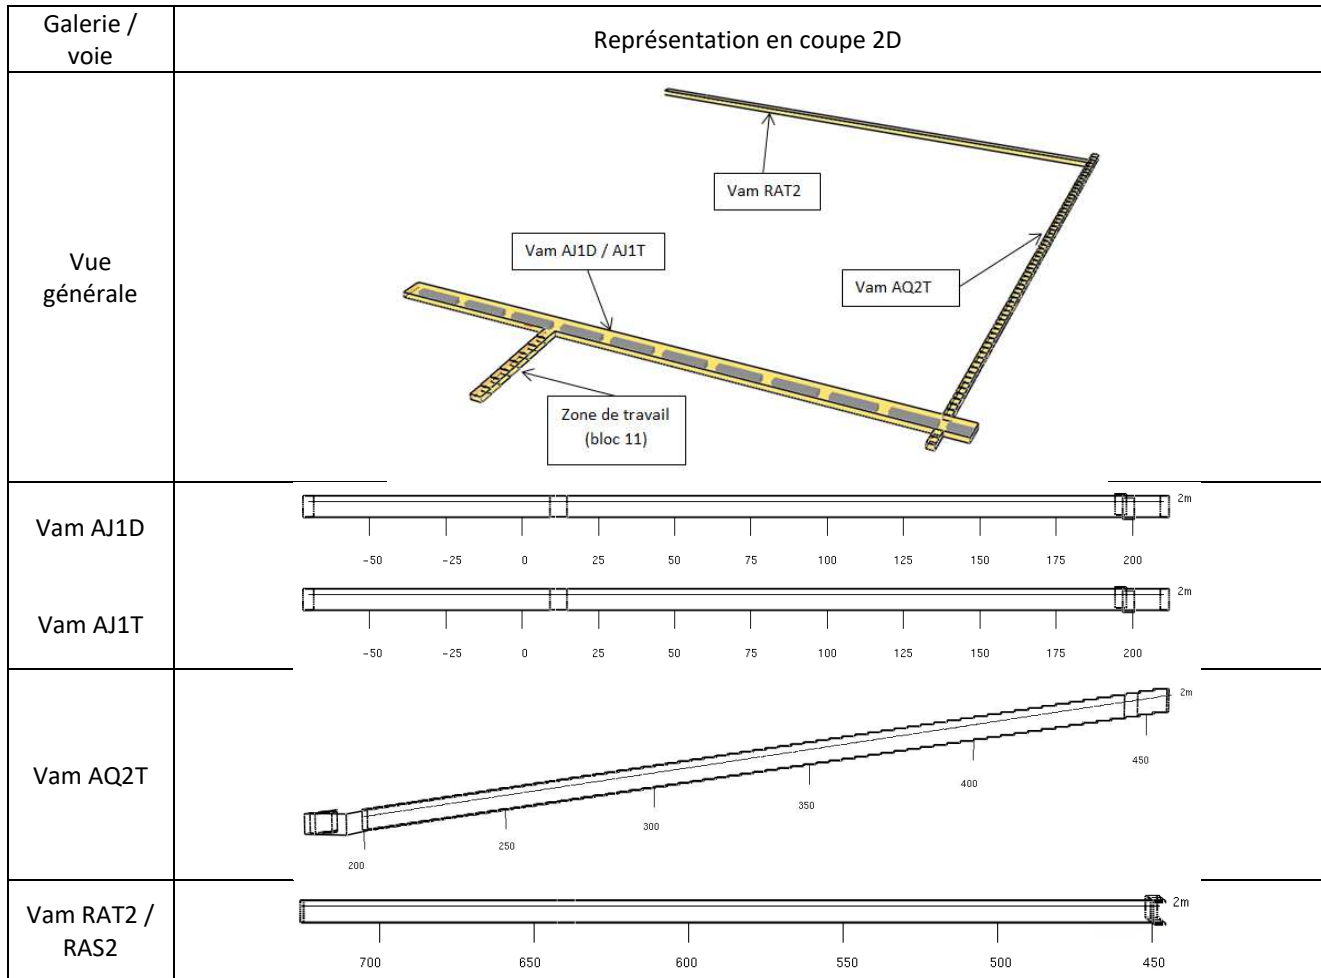 Galerie /
voie
Représentation en coupe 2D
Vue
générale
Vam RAT2
Vam AJ1D / AJ1T
Vam AQ2T
Zone de travail
(bloc 11)
Vam AJ1D
2m
-50 -25 0 25 50 75 100 125 150 175 200
Vam AJ1T
2m
-50 -25 0 25 50 75 100 125 150 175 200
Vam AQ2T
2m
200 250 300 350 400 450
Vam RAT2 /
RAS2
2m
700 650 600 550 500 450